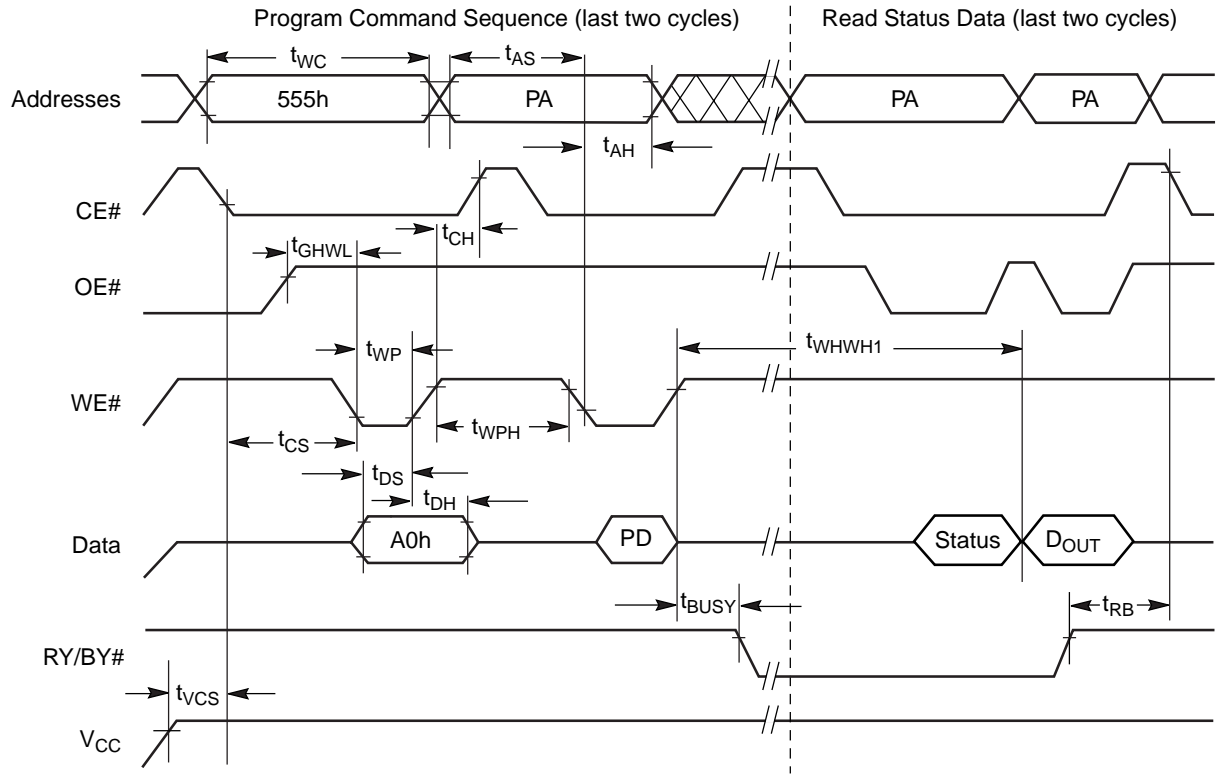 Program Command Sequence (last two cycles)
Read Status Data (last two cycles)
tWC
tAS
Addresses
555h
PA
PA
PA
tAH
CE#
tCH
tGHWL
OE#
tWP
tWHWH1
WE#
tWPH
tCS
tDS
tDH
Data
A0h
PD
Status
DOUT
tBUSY
tRB
RY/BY#
tVCS
VCC